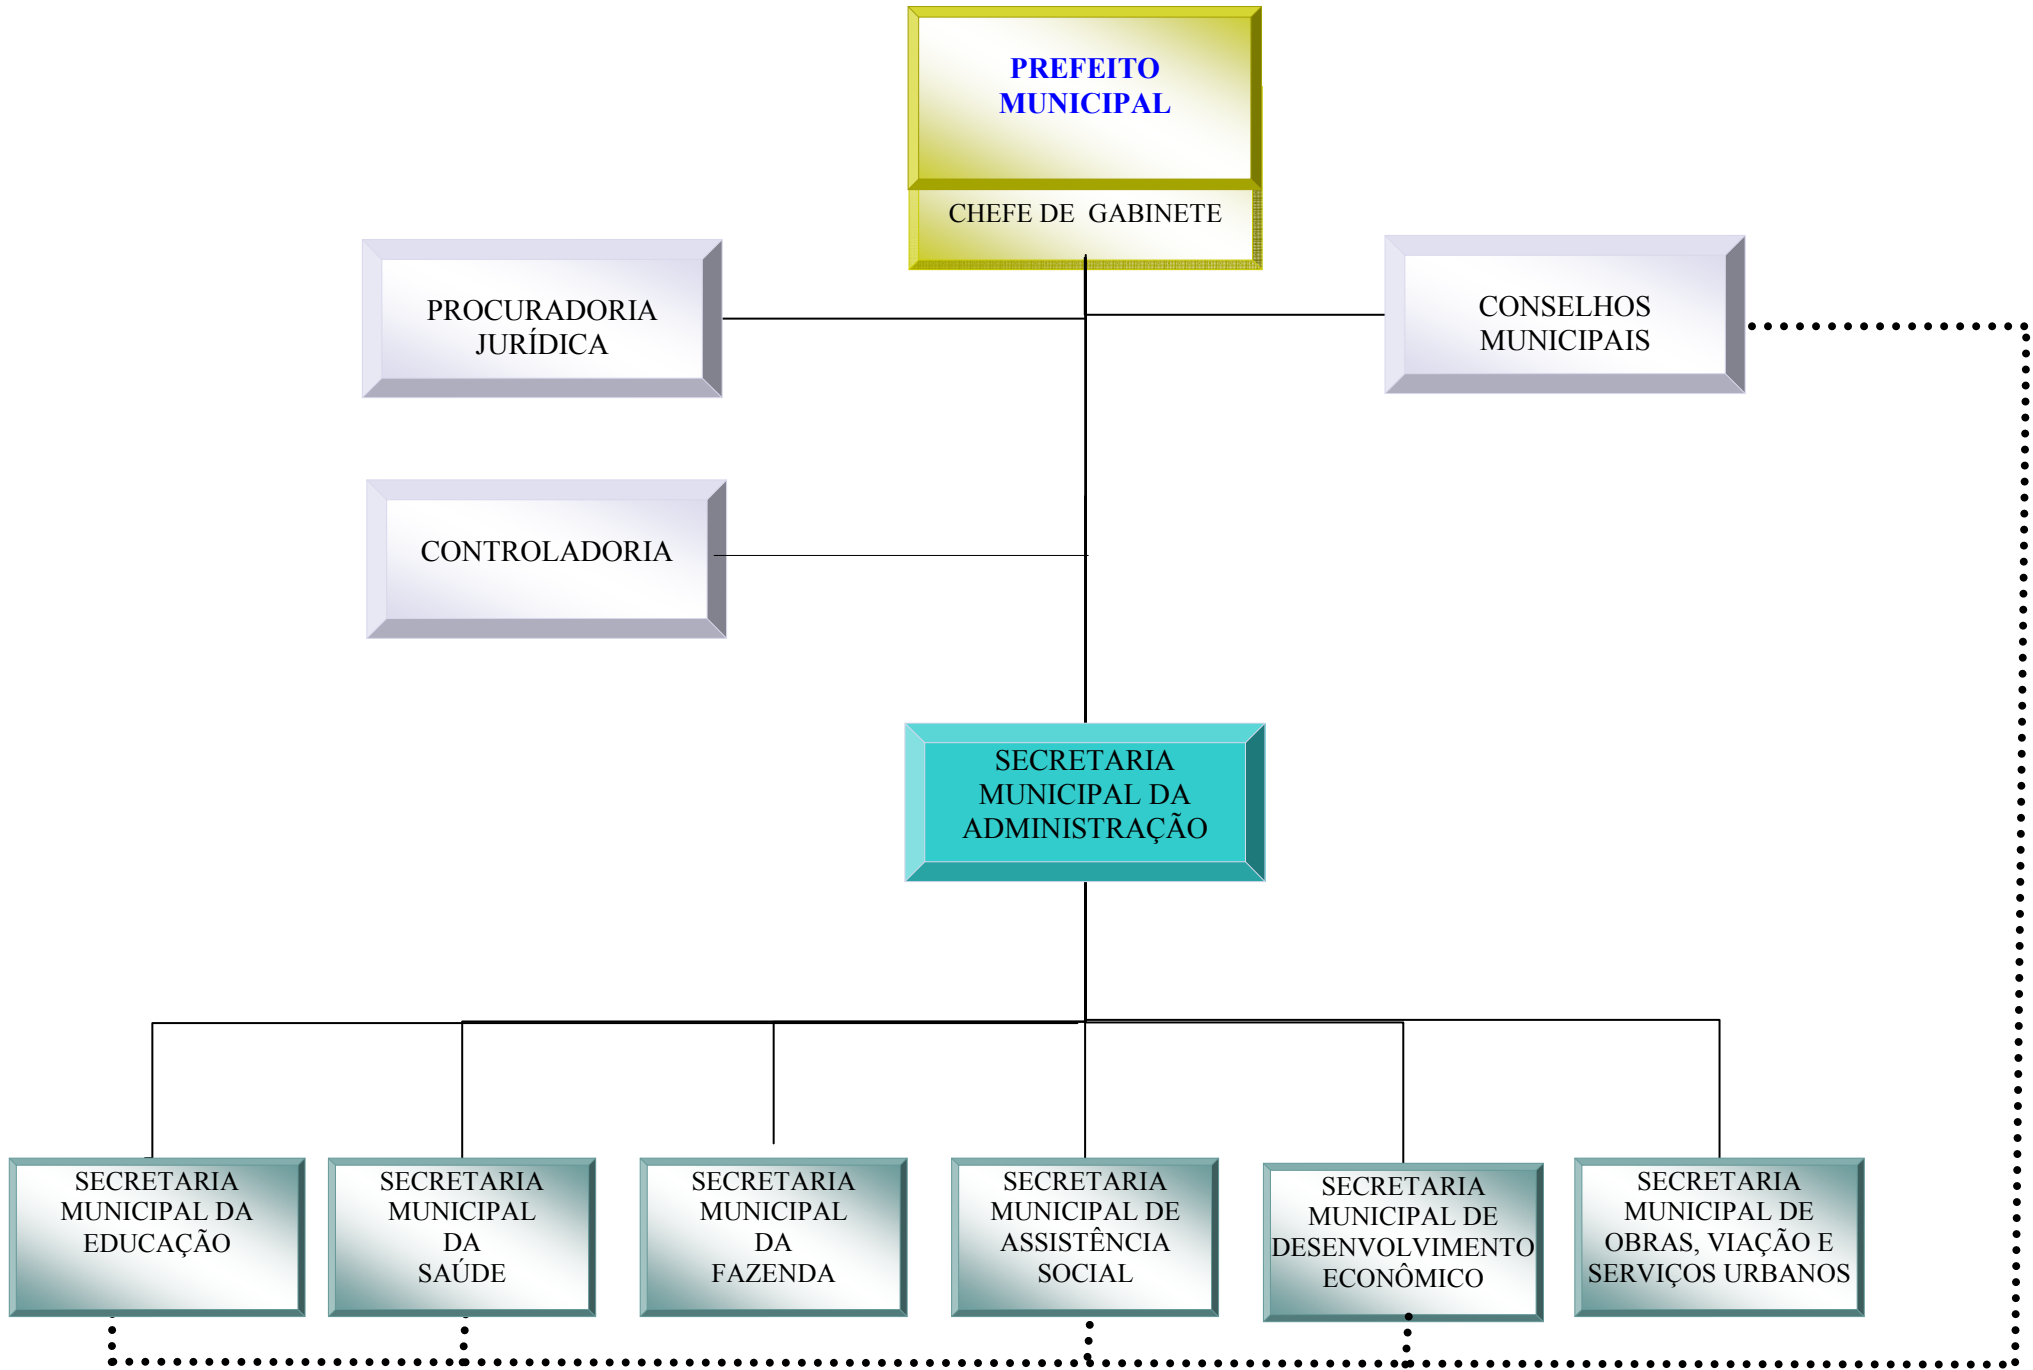 PREFEITO
MUNICIPAL
CHEFE DE GABINETE
PROCURADORIA
JURÍDICA
CONSELHOS
MUNICIPAIS
CONTROLADORIA
SECRETARIA
MUNICIPAL DA
ADMINISTRAÇÃO
SECRETARIA
MUNICIPAL DA
EDUCAÇÃO
SECRETARIA
MUNICIPAL
DA
SAÚDE
SECRETARIA
MUNICIPAL
DA
FAZENDA
SECRETARIA
MUNICIPAL DE
ASSISTÊNCIA
SOCIAL
SECRETARIA
MUNICIPAL DE
DESENVOLVIMENTO
ECONÔMICO
SECRETARIA
MUNICIPAL DE
OBRAS, VIAÇÃO E
SERVIÇOS URBANOS